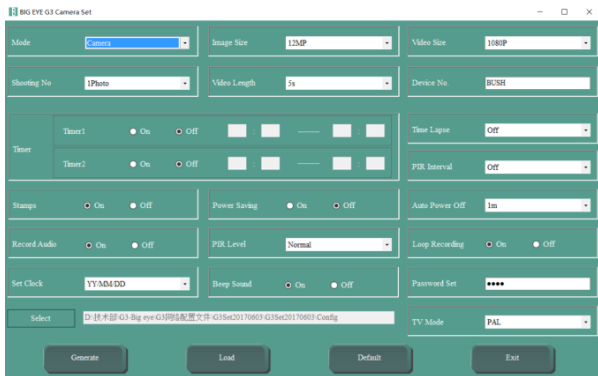 BIG EYE G3 Camera Set
Mode Camera Image Size 12MP Video Size 1080P
Shooting No 1Photo Video Length 5s Device No. BUSH
Timer
Timer1 On Off : -------- :
Timer2 On Off : -------- :
Time Lapse Off
PIR Interval Off
Stamps On Off Power Saving On Off Auto Power Off 1m
Record Audio On Off PIR Level Normal Loop Recording On Off
Set Clock YY/MM/DD Beep Sound On Off Password Set ••••
Select D:\技术部\G3-Big eye\G3网络配置文件\G3Set20170603\G3Set20170603\Config TV Mode PAL
Generate Load Default Exit